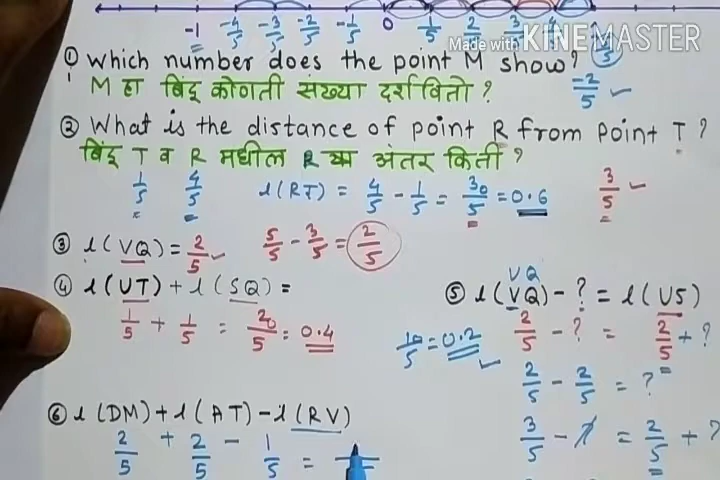 -1 -4/5 -3/5 -2/5 -1/5 0 1/5 2/5 3/5 4/5
Made with KINEMASTER
① Which number does the point M show?
M हा बिंदू कोणती संख्या दर्शवितो ? -2/5
② What is the distance of point R from point T ?
बिंदू T व R मधील अंतर किती ?
1/5 4/5 l(RT) = 4/5 - 1/5 = 30/5 = 0.6 3/5
③ l(VQ) = 2/5 5/5 - 3/5 = 2/5
④ l(UT) + l(SQ) =
1/5 + 1/5 = 20/5 = 0.4
VQ
⑤ l(VQ) - ? = l(US)
10/5 = 0.2 2/5 - ? = 2/5 + ?
2/5 - 2/5 = ?
⑥ l(DM) + l(AT) - l(RV)
3/5 - ? = 2/5 + ?
2/5 + 2/5 - 1/5 =